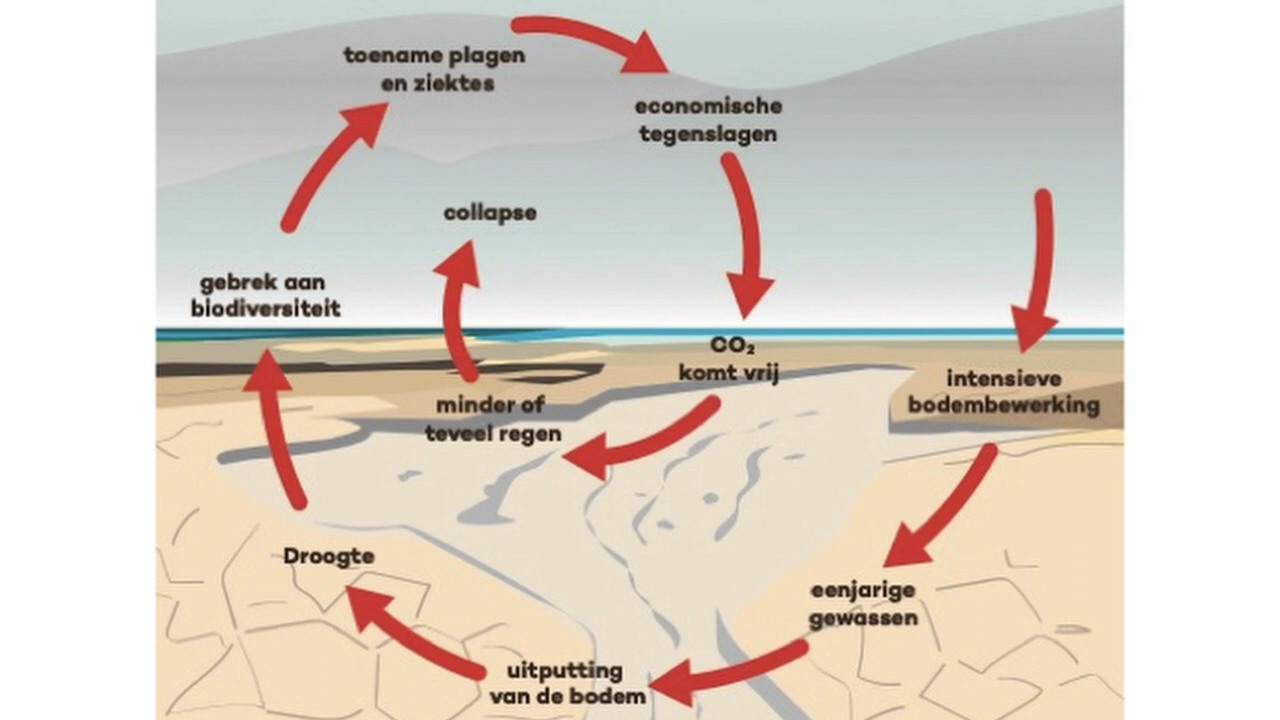 toename plagen
en ziektes
economische
tegenslagen
collapse
gebrek aan
biodiversiteit
CO₂
komt vrij
intensieve
bodembewerking
minder of
teveel regen
Droogte
eenjarige
gewassen
uitputting
van de bodem